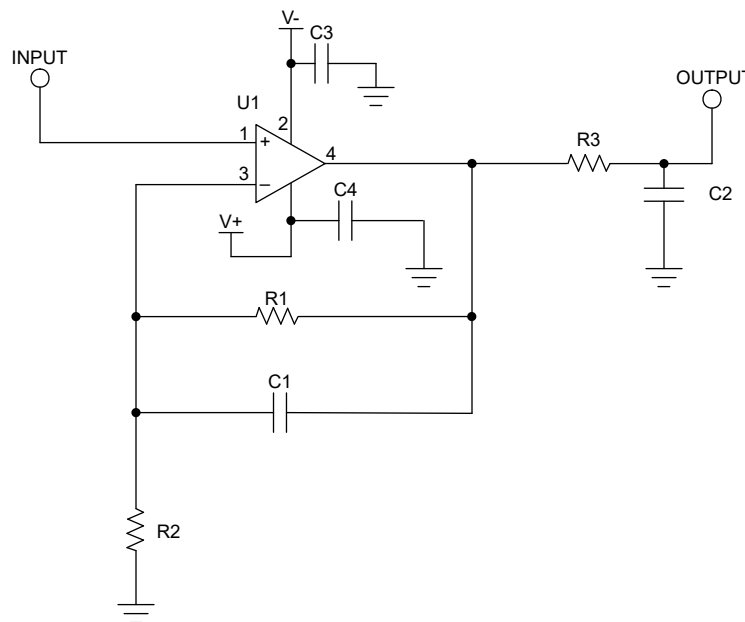 V-
C3
INPUT
OUTPUT
U1
2
1
+
R3
4
3
−
C4
C2
V+
R1
C1
R2